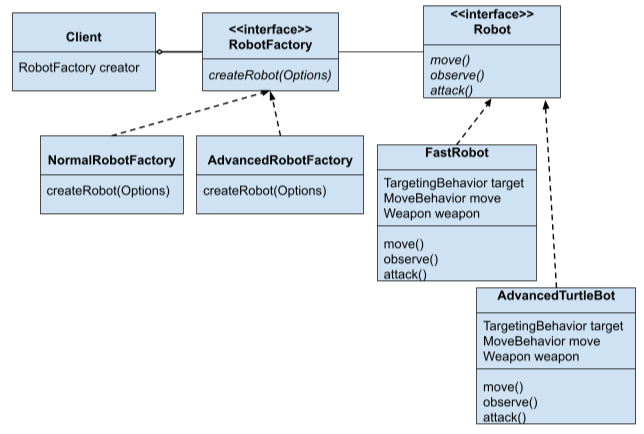 Client
RobotFactory creator
<<interface>>
RobotFactory
createRobot(Options)
<<interface>>
Robot
move()
observe()
attack()
NormalRobotFactory
createRobot(Options)
AdvancedRobotFactory
createRobot(Options)
FastRobot
TargetingBehavior target
MoveBehavior move
Weapon weapon
move()
observe()
attack()
AdvancedTurtleBot
TargetingBehavior target
MoveBehavior move
Weapon weapon
move()
observe()
attack()